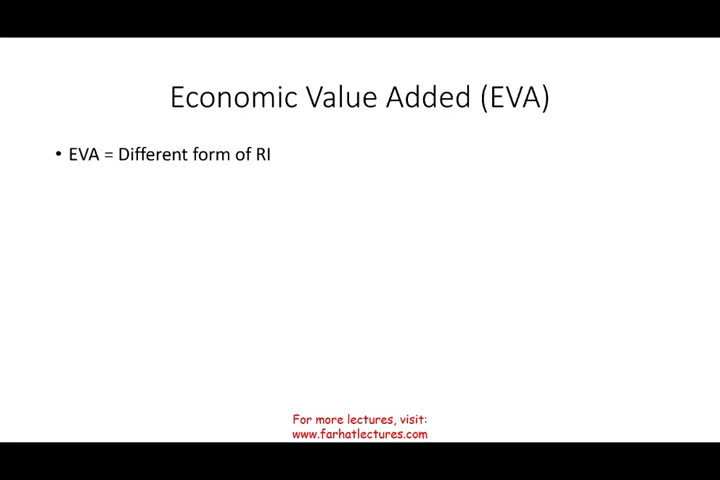 Economic Value Added (EVA)
• EVA = Different form of RI
For more lectures, visit:
www.farhatlectures.com